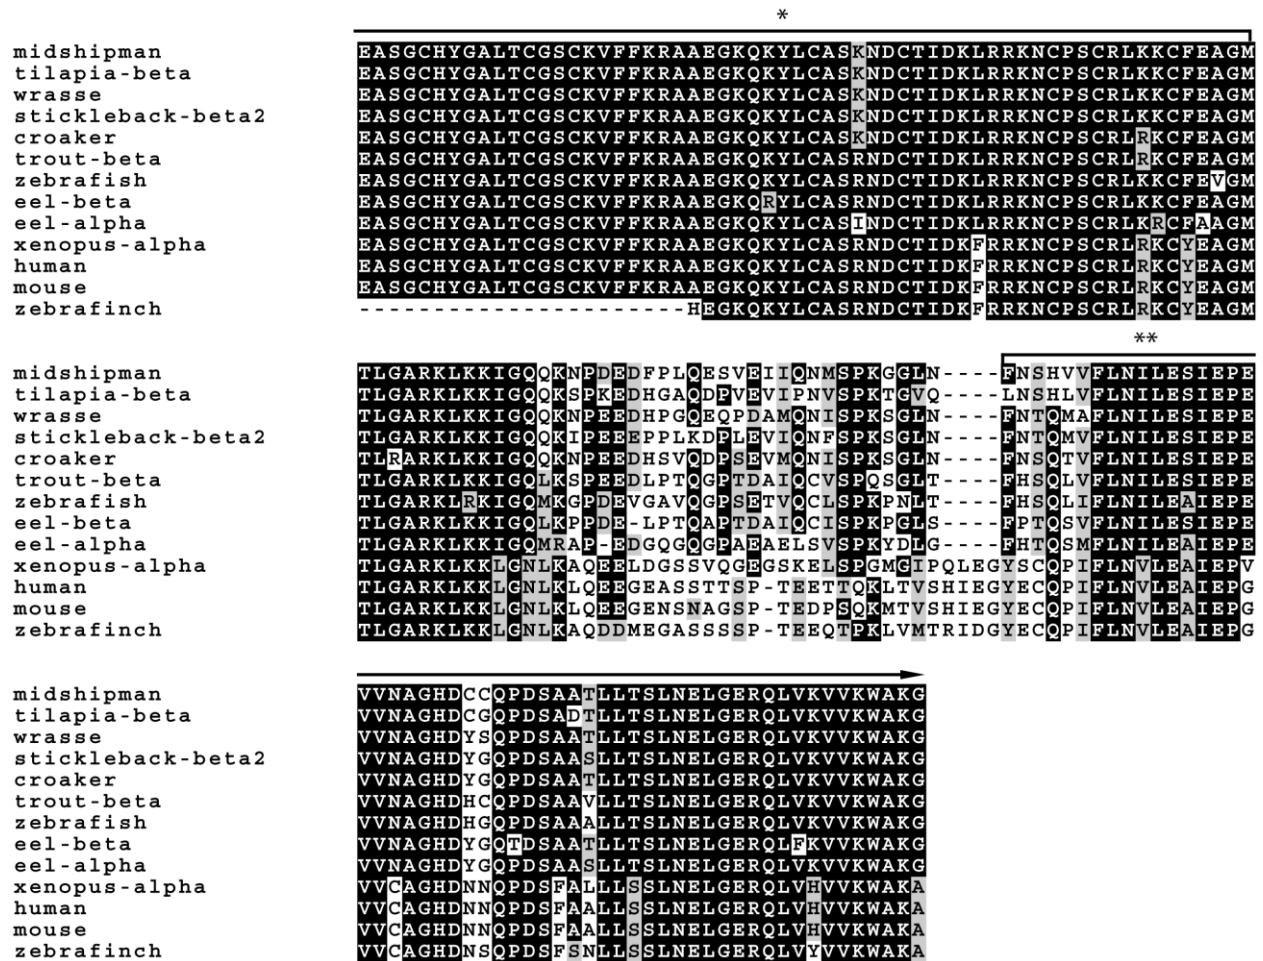 *
midshipman EASGCHYGALTCGSCKVFFKRAAEGKQKYLCASKNDCTIDKLRRKNCPSCRLKKCFEAGM
tilapia-beta EASGCHYGALTCGSCKVFFKRAAEGKQKYLCASKNDCTIDKLRRKNCPSCRLKKCFEAGM
wrasse EASGCHYGALTCGSCKVFFKRAAEGKQKYLCASKNDCTIDKLRRKNCPSCRLKKCFEAGM
stickleback-beta2 EASGCHYGALTCGSCKVFFKRAAEGKQKYLCASKNDCTIDKLRRKNCPSCRLKKCFEAGM
croaker EASGCHYGALTCGSCKVFFKRAAEGKQKYLCASKNDCTIDKLRRKNCPSCRLRKCFEAGM
trout-beta EASGCHYGALTCGSCKVFFKRAAEGKQKYLCASRNDCTIDKLRRKNCPSCRLRKCFEAGM
zebrafish EASGCHYGALTCGSCKVFFKRAAEGKQKYLCASRNDCTIDKLRRKNCPSCRLKKCFEVGM
eel-beta EASGCHYGALTCGSCKVFFKRAAEGKQRYLCASRNDCTIDKLRRKNCPSCRLKKCFEAGM
eel-alpha EASGCHYGALTCGSCKVFFKRAAEGKQKYLCASINDCTIDKLRRKNCPSCRLKRCFAAGM
xenopus-alpha EASGCHYGALTCGSCKVFFKRAAEGKQKYLCASRNDCTIDKFRRKNCPSCRLRKCYEAGM
human EASGCHYGALTCGSCKVFFKRAAEGKQKYLCASRNDCTIDKFRRKNCPSCRLRKCYEAGM
mouse EASGCHYGALTCGSCKVFFKRAAEGKQKYLCASRNDCTIDKFRRKNCPSCRLRKCYEAGM
zebrafinch ----------------------HEGKQKYLCASRNDCTIDKFRRKNCPSCRLRKCYEAGM
**
midshipman TLGARKLKKIGQQKNPDEDFPLQESVEIIQNMSPKGGLN----FNSHVVFLNILESIEPE
tilapia-beta TLGARKLKKIGQQKSPKEDHGAQDPVEVIPNVSPKTGVQ----LNSHLVFLNILESIEPE
wrasse TLGARKLKKIGQQKNPEEDHPGQEQPDAMQNISPKSGLN----FNTQMAFLNILESIEPE
stickleback-beta2 TLGARKLKKIGQQKIPEEEPPLKDPLEVIQNFSPKSGLN----FNTQMVFLNILESIEPE
croaker TLRARKLKKIGQQKNPEEDHSVQDPSEVMQNISPKSGLN----FNSQTVFLNILESIEPE
trout-beta TLGARKLKKIGQLKSPEEDLPTQGPTDAIQCVSPQSGLT----FHSQLVFLNILESIEPE
zebrafish TLGARKLRKIGQMKGPDEVGAVQGPSETVQCLSPKPNLT----FHSQLIFLNILEAIEPE
eel-beta TLGARKLKKIGQLKPPDE-LPTQAPTDAIQCISPKPGLS----FPTQSVFLNILESIEPE
eel-alpha TLGARKLKKIGQMRAP-EDGQGQGPAEAELSVSPKYDLG----FHTQSMFLNILEAIEPE
xenopus-alpha TLGARKLKKLGNLKAQEELDGSSVQGEGSKELSPGMGIPQLEGYSCQPIFLNVLEAIEPV
human TLGARKLKKLGNLKLQEEGEASSTTSP-TEETTQKLTVSHIEGYECQPIFLNVLEAIEPG
mouse TLGARKLKKLGNLKLQEEGENSNAGSP-TEDPSQKMTVSHIEGYECQPIFLNVLEAIEPG
zebrafinch TLGARKLKKLGNLKAQDDMEGASSSSP-TEEQTPKLVMTRIDGYECQPIFLNVLEAIEPG
midshipman VVNAGHDCCQPDSAATLLTSLNELGERQLVKVVKWAKG
tilapia-beta VVNAGHDCGQPDSADTLLTSLNELGERQLVKVVKWAKG
wrasse VVNAGHDYSQPDSAATLLTSLNELGERQLVKVVKWAKG
stickleback-beta2 VVNAGHDYGQPDSAASLLTSLNELGERQLVKVVKWAKG
croaker VVNAGHDYGQPDSAATLLTSLNELGERQLVKVVKWAKG
trout-beta VVNAGHDHCQPDSAAVLLTSLNELGERQLVKVVKWAKG
zebrafish VVNAGHDHGQPDSAAALLTSLNELGERQLVKVVKWAKG
eel-beta VVNAGHDYGQTDSAATLLTSLNELGERQLFKVVKWAKG
eel-alpha VVNAGHDYGQPDSAASLLTSLNELGERQLVKVVKWAKG
xenopus-alpha VVCAGHDNNQPDSFALLLSSLNELGERQLVHVVKWAKA
human VVCAGHDNNQPDSFAALLSSLNELGERQLVHVVKWAKA
mouse VVCAGHDNNQPDSFAALLSSLNELGERQLVHVVKWAKA
zebrafinch VVCAGHDNSQPDSFSNLLSSLNELGERQLVYVVKWAKA